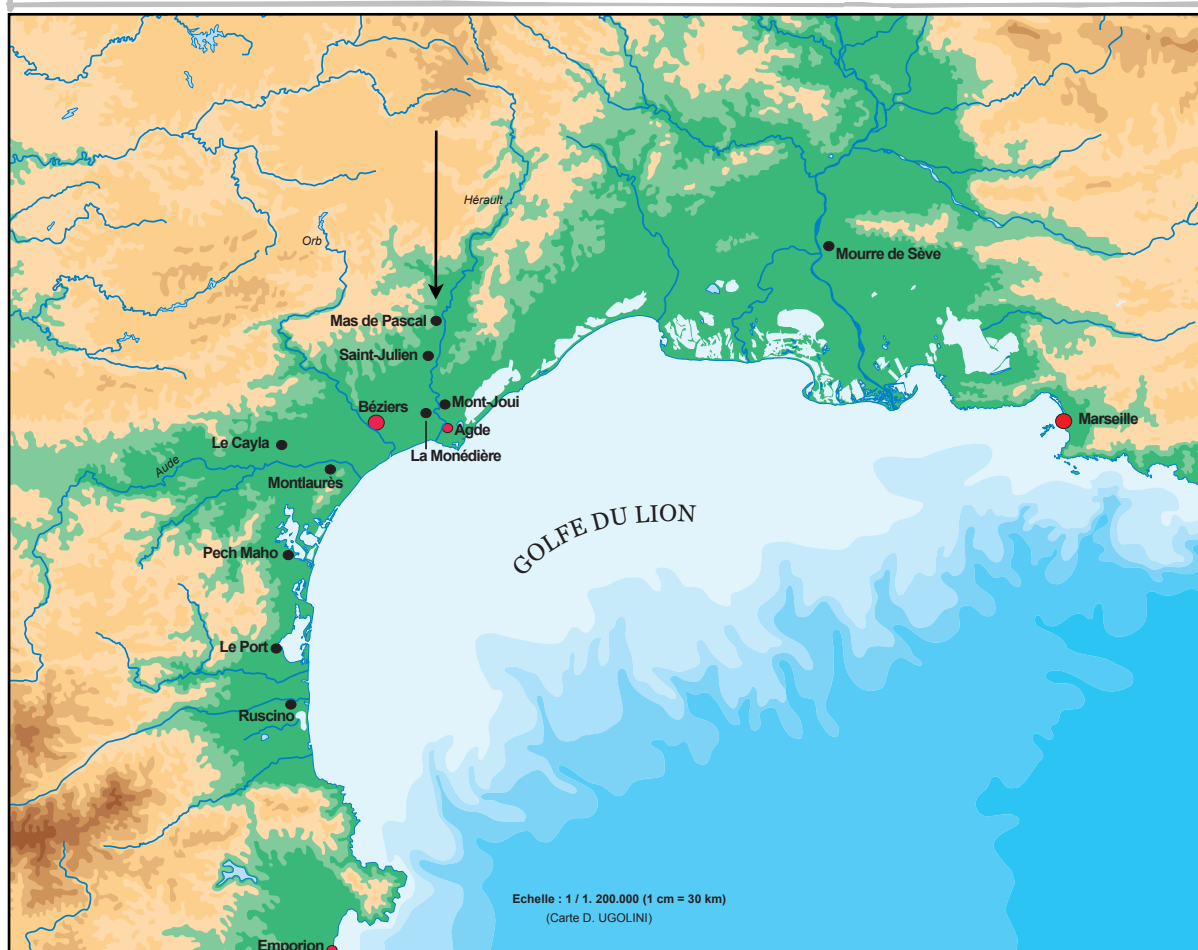 Hérault
Orb
Mourre de Sève
Mas de Pascal
Saint-Julien
Mont-Joui
Béziers
Marseille
Agde
Le Cayla
La Monédière
Aude
Montlaurès
GOLFE DU LION
Pech Maho
Le Port
Ruscino
Echelle : 1 / 1. 200.000 (1 cm = 30 km)
(Carte D. UGOLINI)
Emporion